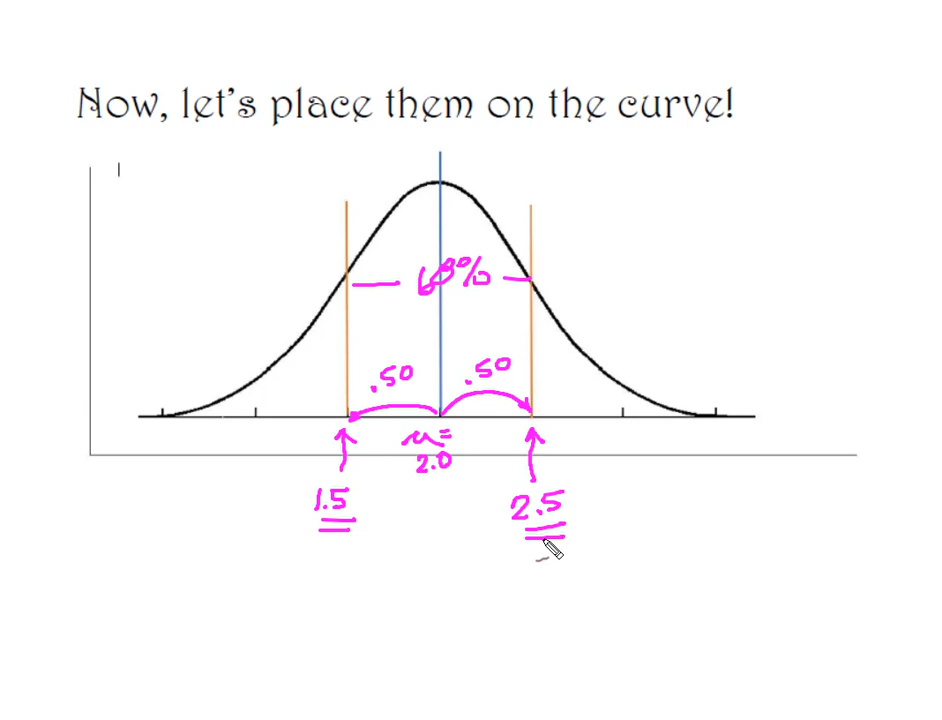 Now, let's place them on the curve!
68%
.50 .50
μ=
2.0
1.5 2.5